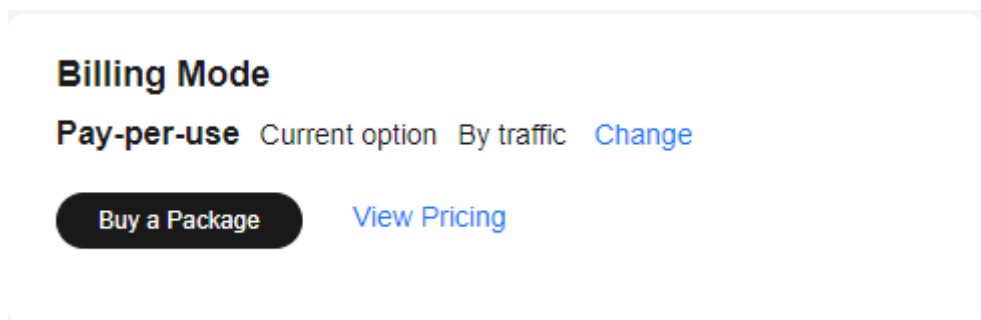 Billing Mode
Pay-per-use Current option By traffic Change
Buy a Package View Pricing